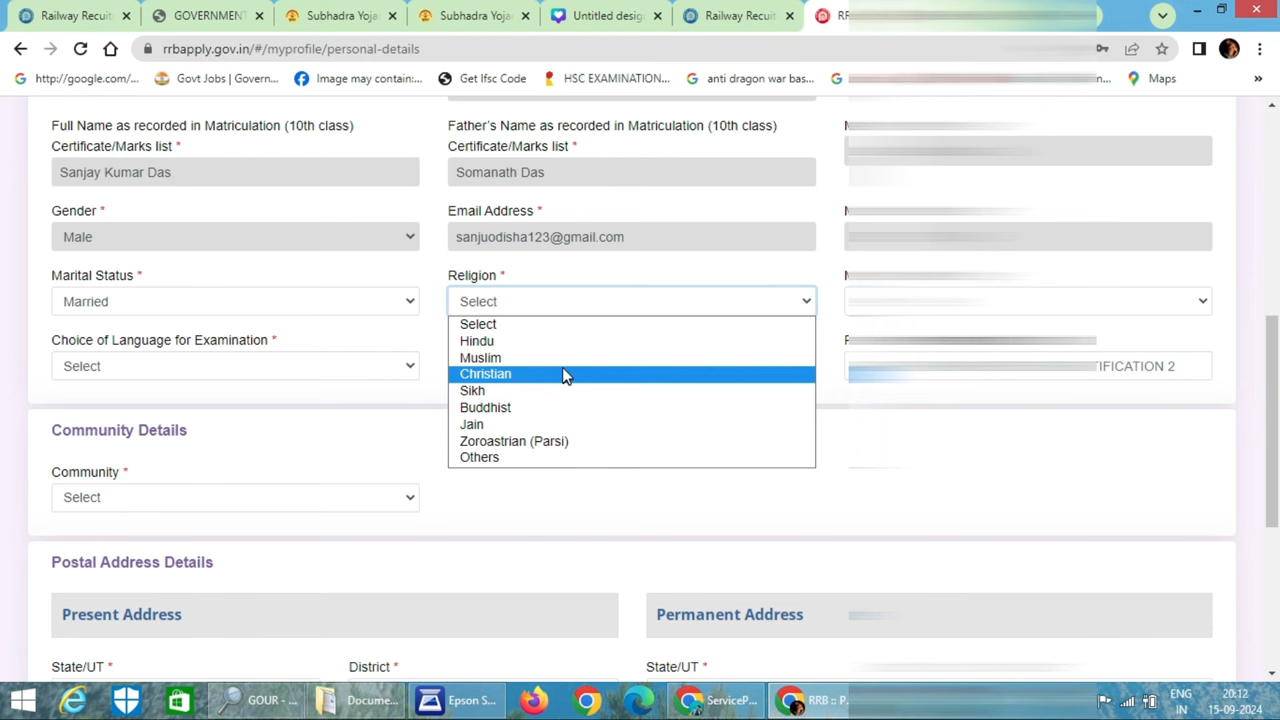 Railway Recruit
GOVERNMENT
Subhadra Yojan
Subhadra Yojan
Untitled desig
Railway Recruit
RR
rrbapply.gov.in/#/myprofile/personal-details
http://google.com/...
Govt Jobs | Govern...
Image may contain:...
Get Ifsc Code
HSC EXAMINATION...
anti dragon war bas...
n...
Maps
»
Full Name as recorded in Matriculation (10th class)
Certificate/Marks list *
Sanjay Kumar Das
Father's Name as recorded in Matriculation (10th class)
Certificate/Marks list *
Somanath Das
Gender *
Male
Email Address *
sanjuodisha123@gmail.com
Marital Status *
Married
Religion *
Select
Select
Hindu
Muslim
Christian
Sikh
Buddhist
Jain
Zoroastrian (Parsi)
Others
Choice of Language for Examination *
Select
TIFICATION 2
Community Details
Community *
Select
Postal Address Details
Present Address
Permanent Address
State/UT *
District *
State/UT *
GOUR - ...
Docume...
Epson S...
ServiceP...
RRB :: P...
ENG
IN
20:12
15-09-2024